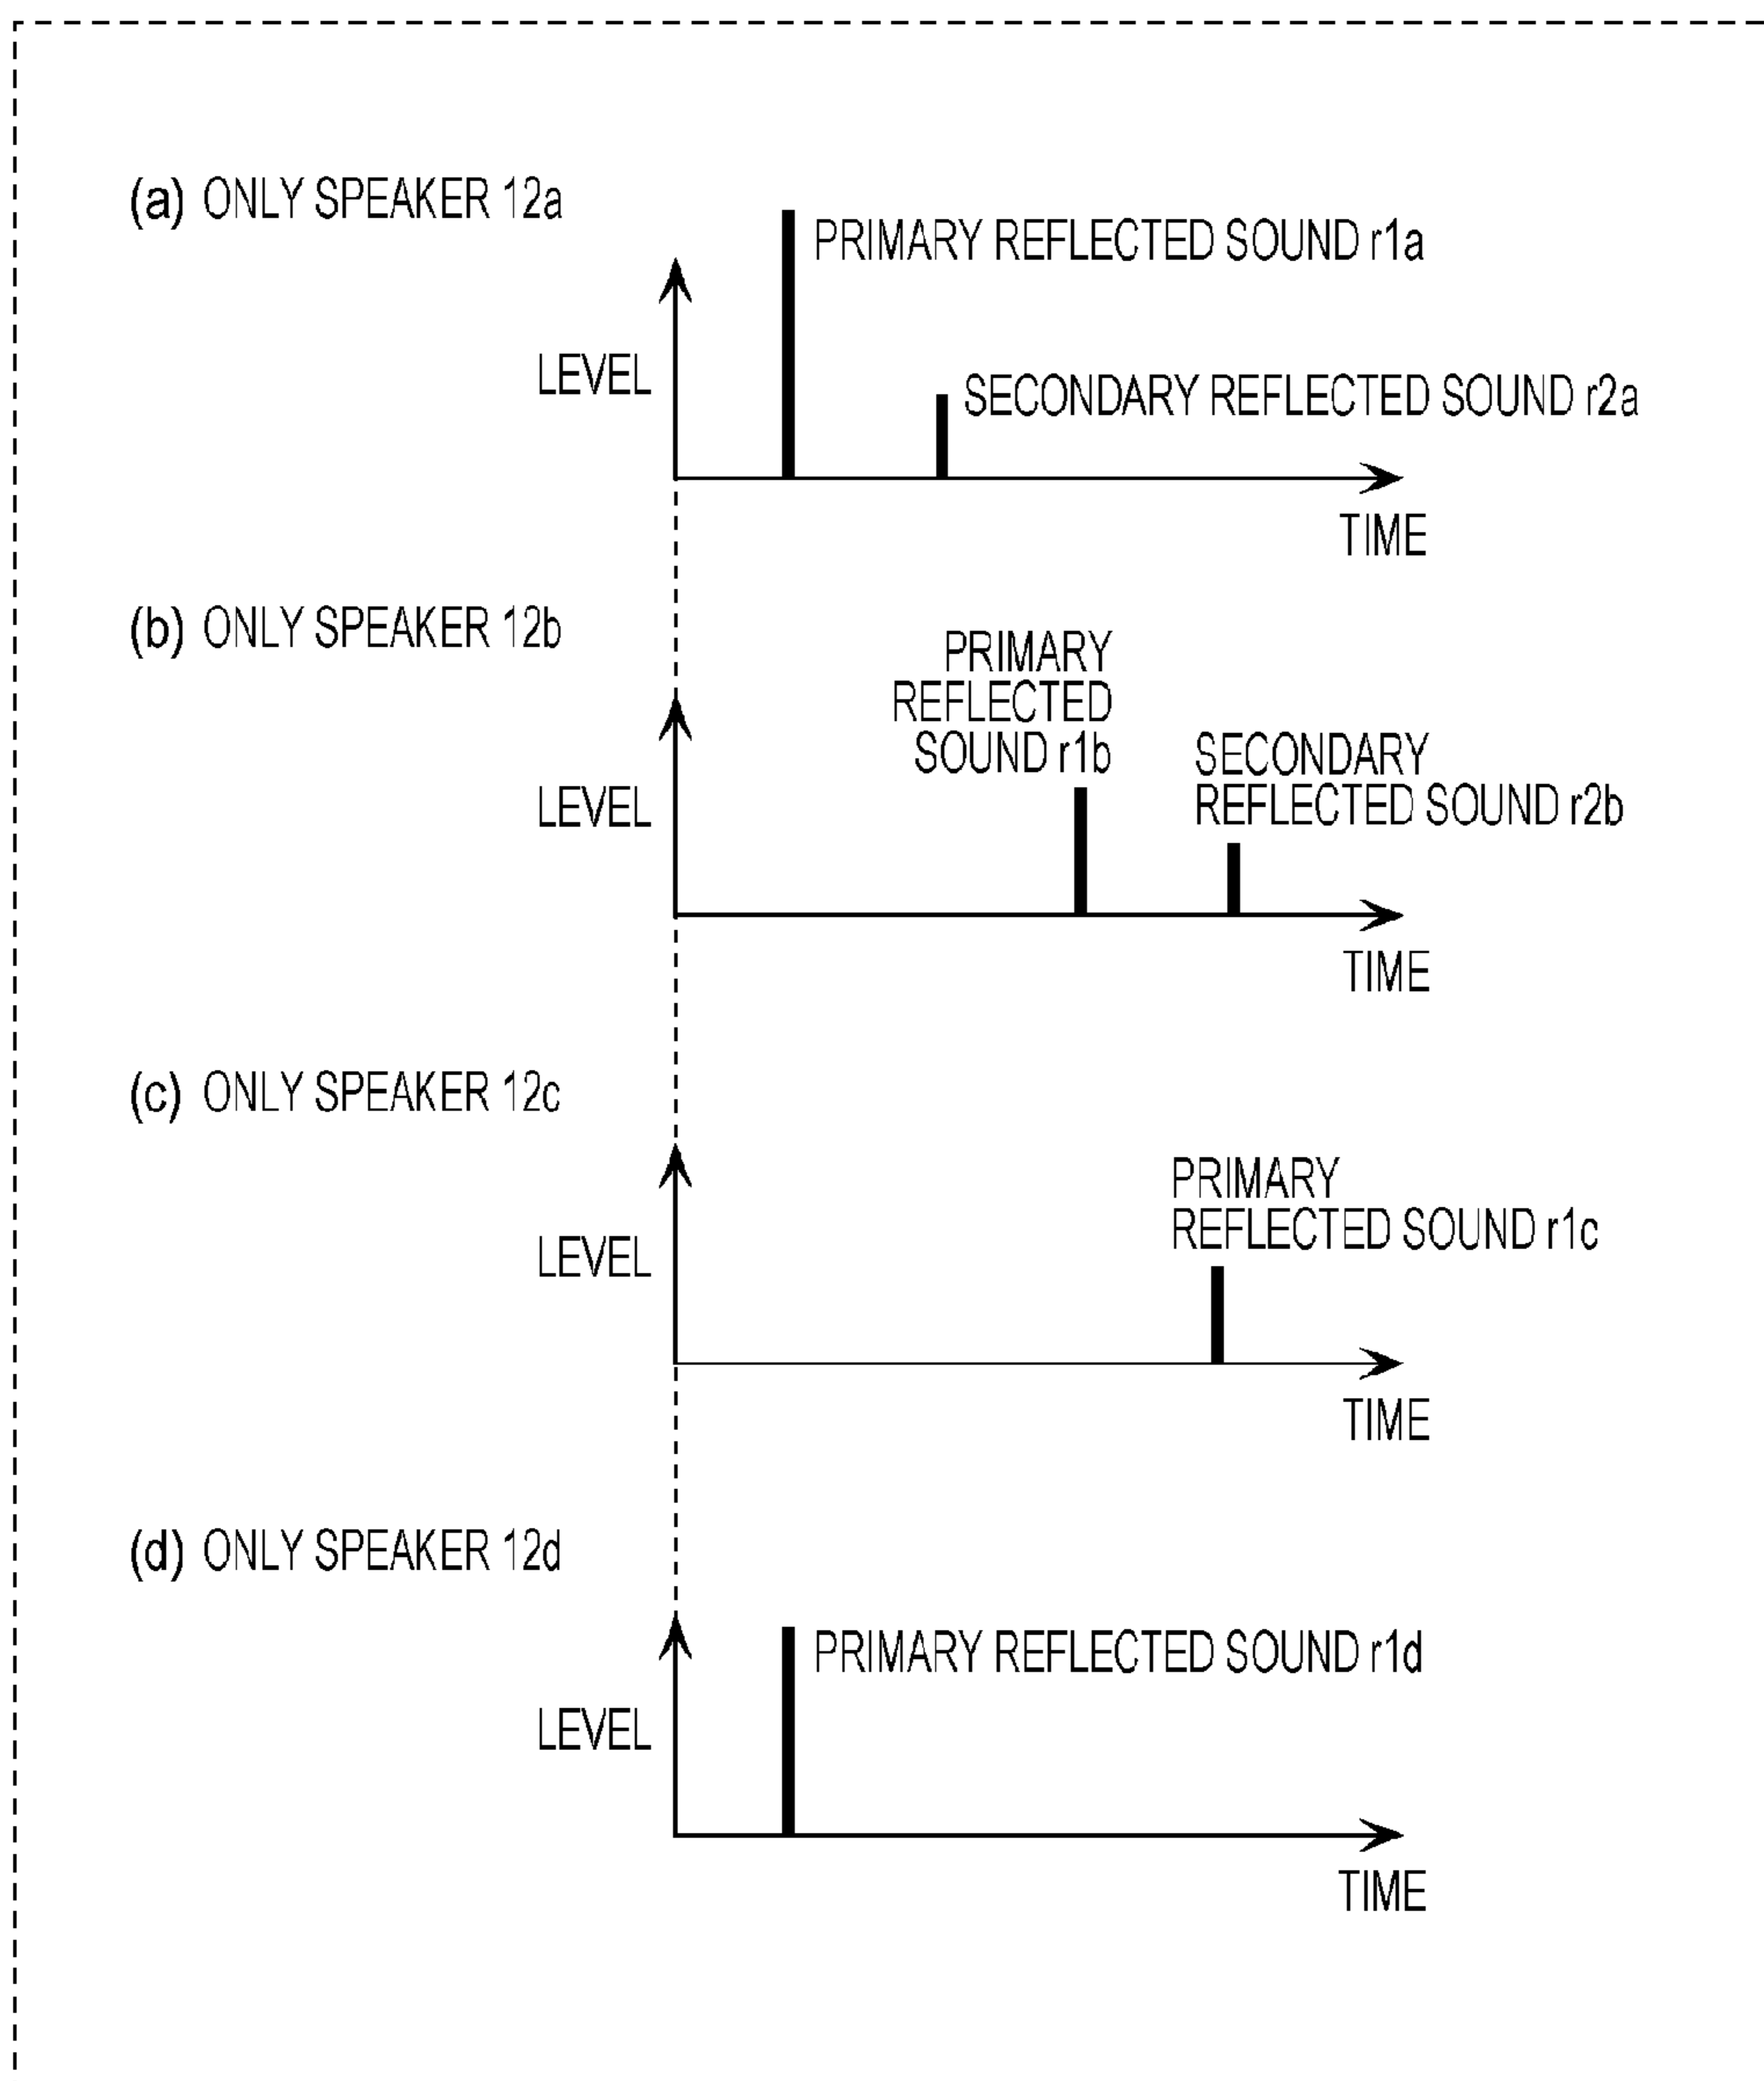 (a) ONLY SPEAKER 12a
PRIMARY REFLECTED SOUND r1a
LEVEL
SECONDARY REFLECTED SOUND r2a
TIME
(b) ONLY SPEAKER 12b
PRIMARY
REFLECTED
SOUND r1b
SECONDARY
REFLECTED SOUND r2b
LEVEL
TIME
(c) ONLY SPEAKER 12c
PRIMARY
REFLECTED SOUND r1c
LEVEL
TIME
(d) ONLY SPEAKER 12d
PRIMARY REFLECTED SOUND r1d
LEVEL
TIME